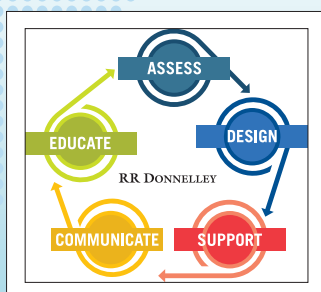 ASSESS
DESIGN
SUPPORT
COMMUNICATE
EDUCATE
RR DONNELLEY